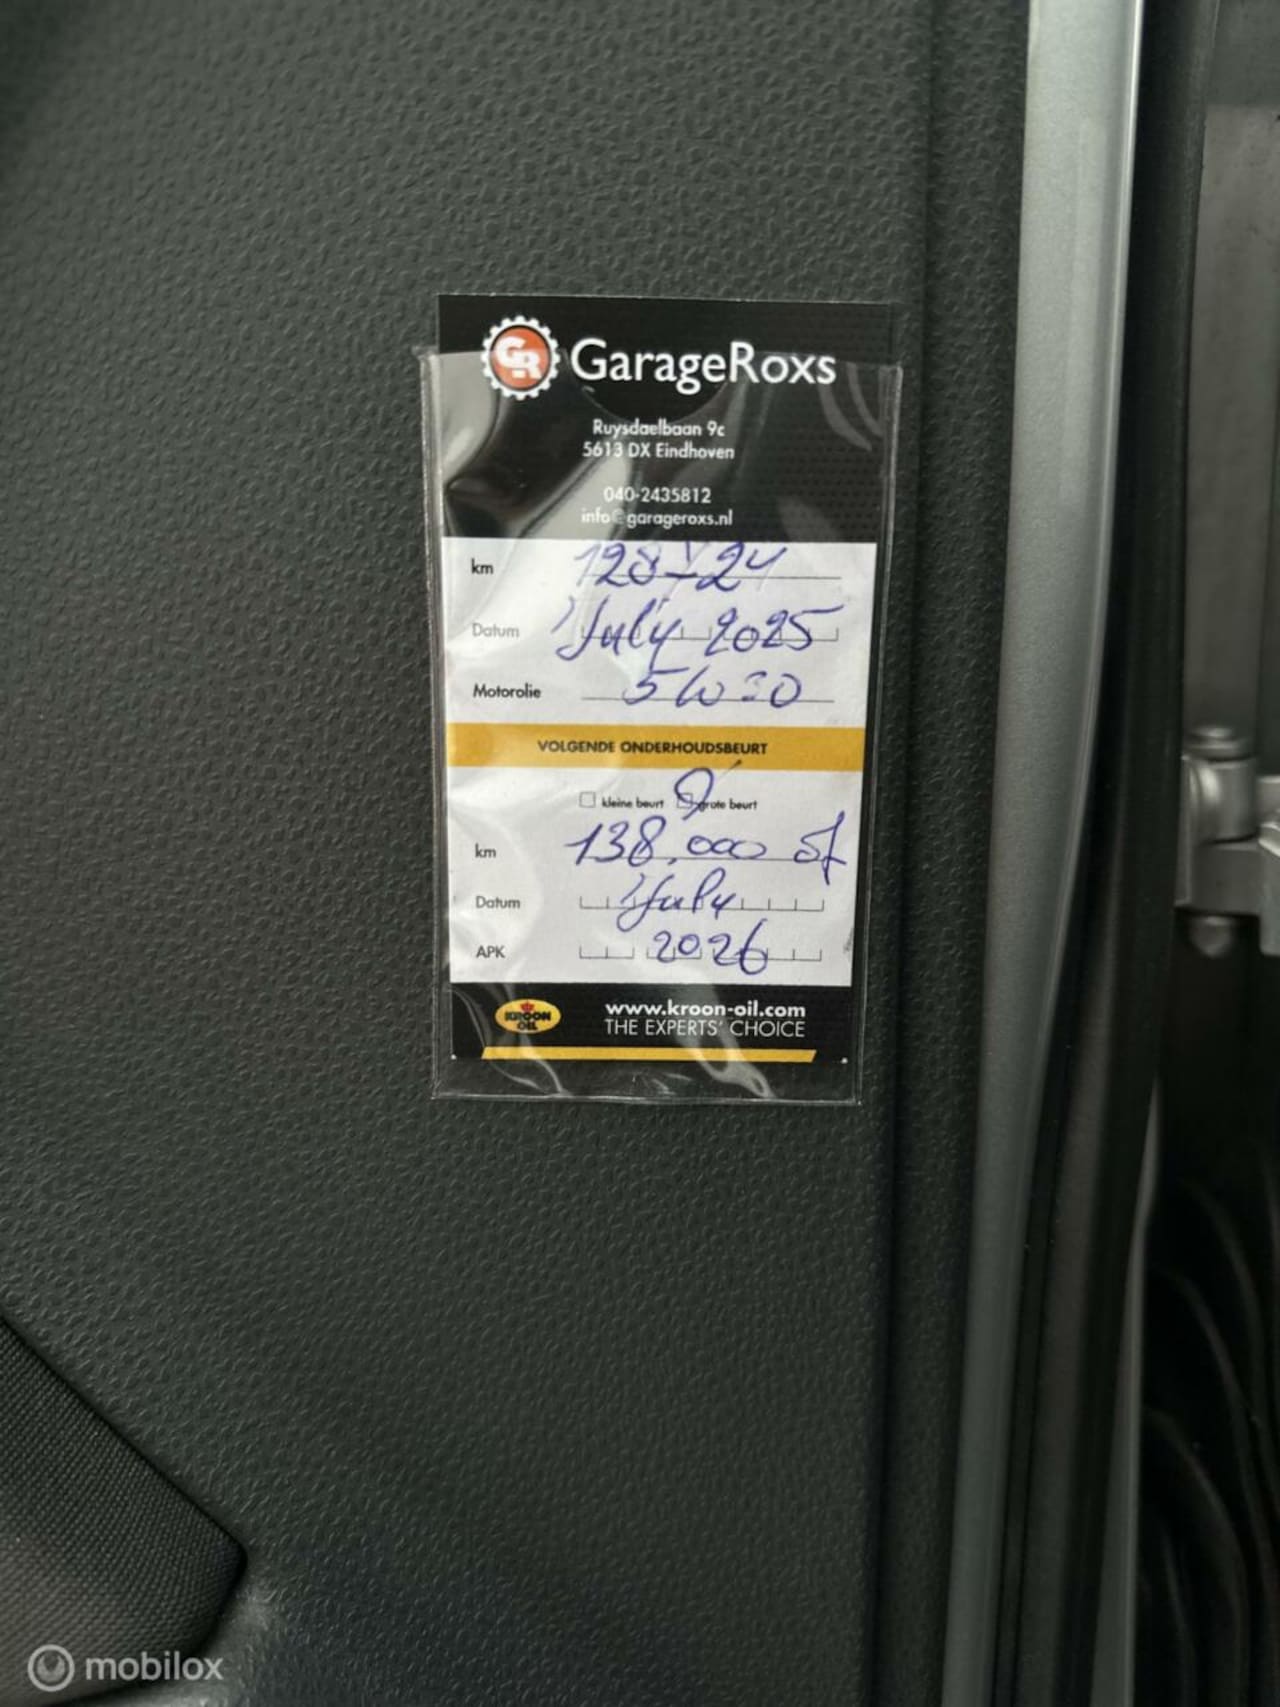 GR GarageRoxs
Ruysdaelbaan 9c
5613 DX Eindhoven
040-2435812
info@garageroxs.nl
km
Datum July 2025
Motorolie 5W30
VOLGENDE ONDERHOUDSBEURT
kleine beurt grote beurt
km 138.000 of
Datum July
APK 2026
KROON OIL
www.kroon-oil.com
THE EXPERTS' CHOICE
mobilox